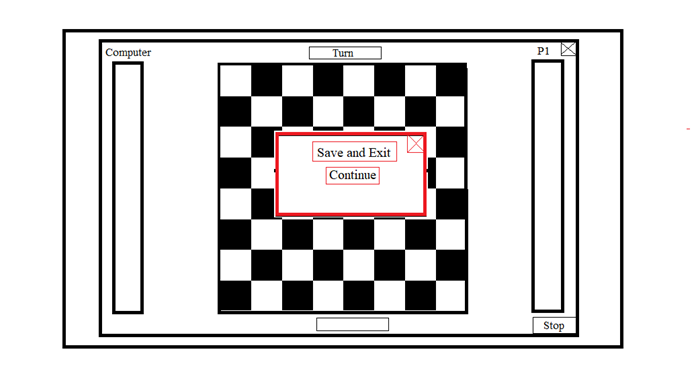 Computer
Turn
P1
Save and Exit
Continue
Stop